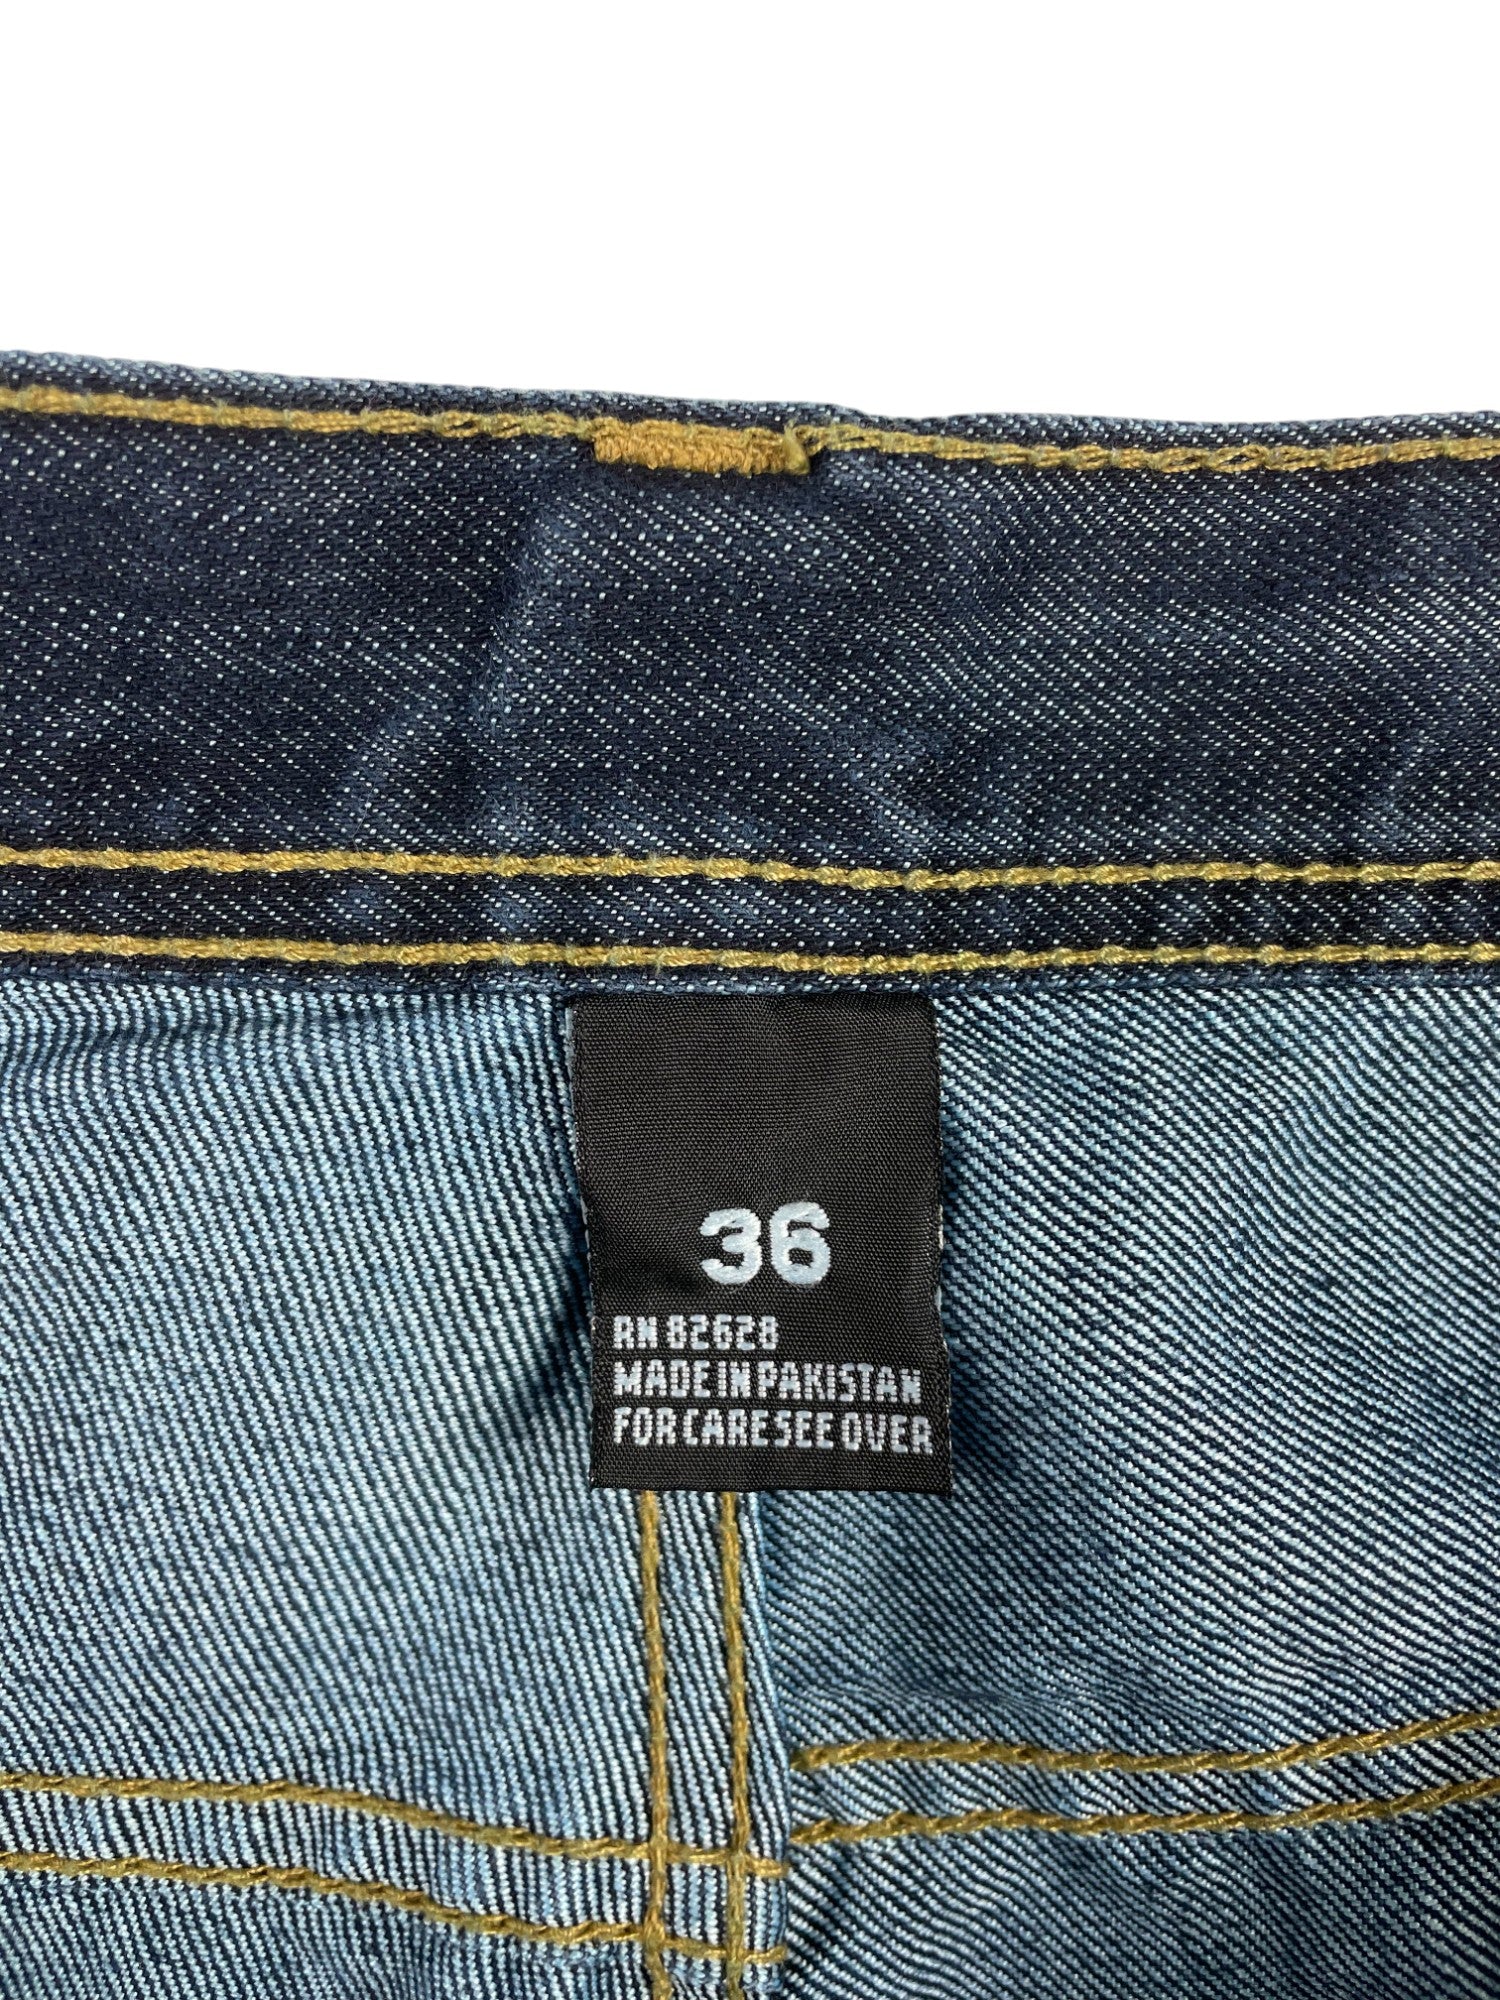 36
RN 82628
MADE IN PAKISTAN
FOR CARE SEE OVER